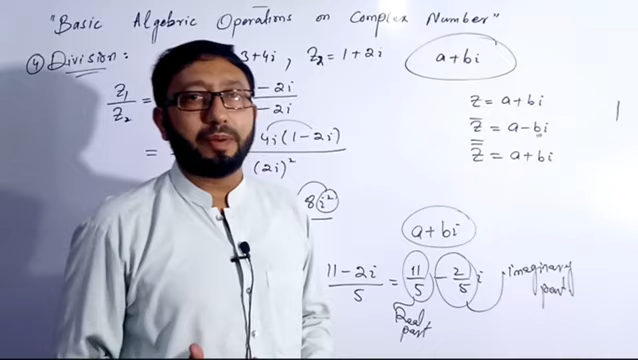 "Basic Algebric Operations on Complex Number"
④ Division: 3+4i, Z₂ = 1+2i
a+bi
Z₁/Z₂ = -2i/-2i
z = a+bi
z̅ = a-bi
z̿ = a+bi
= 4i(1-2i)/(2i)²
8i²
a+bi
11-2i/5 = 11/5 - 2/5 i
Real part
imaginary part